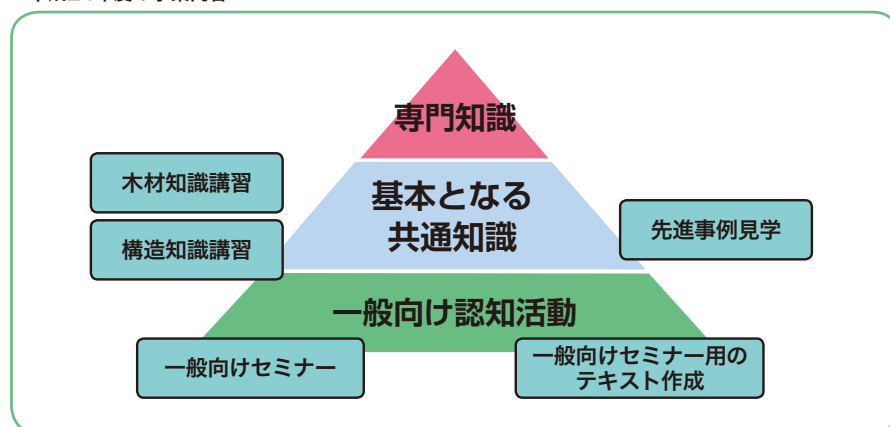 専門知識
木材知識講習
基本となる
共通知識
構造知識講習
先進事例見学
一般向け認知活動
一般向けセミナー
一般向けセミナー用の
テキスト作成